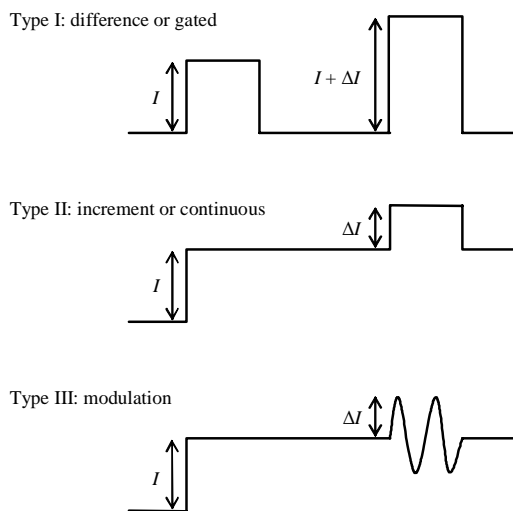 Type I: difference or gated
I
I + ΔI
Type II: increment or continuous
ΔI
I
Type III: modulation
ΔI
I